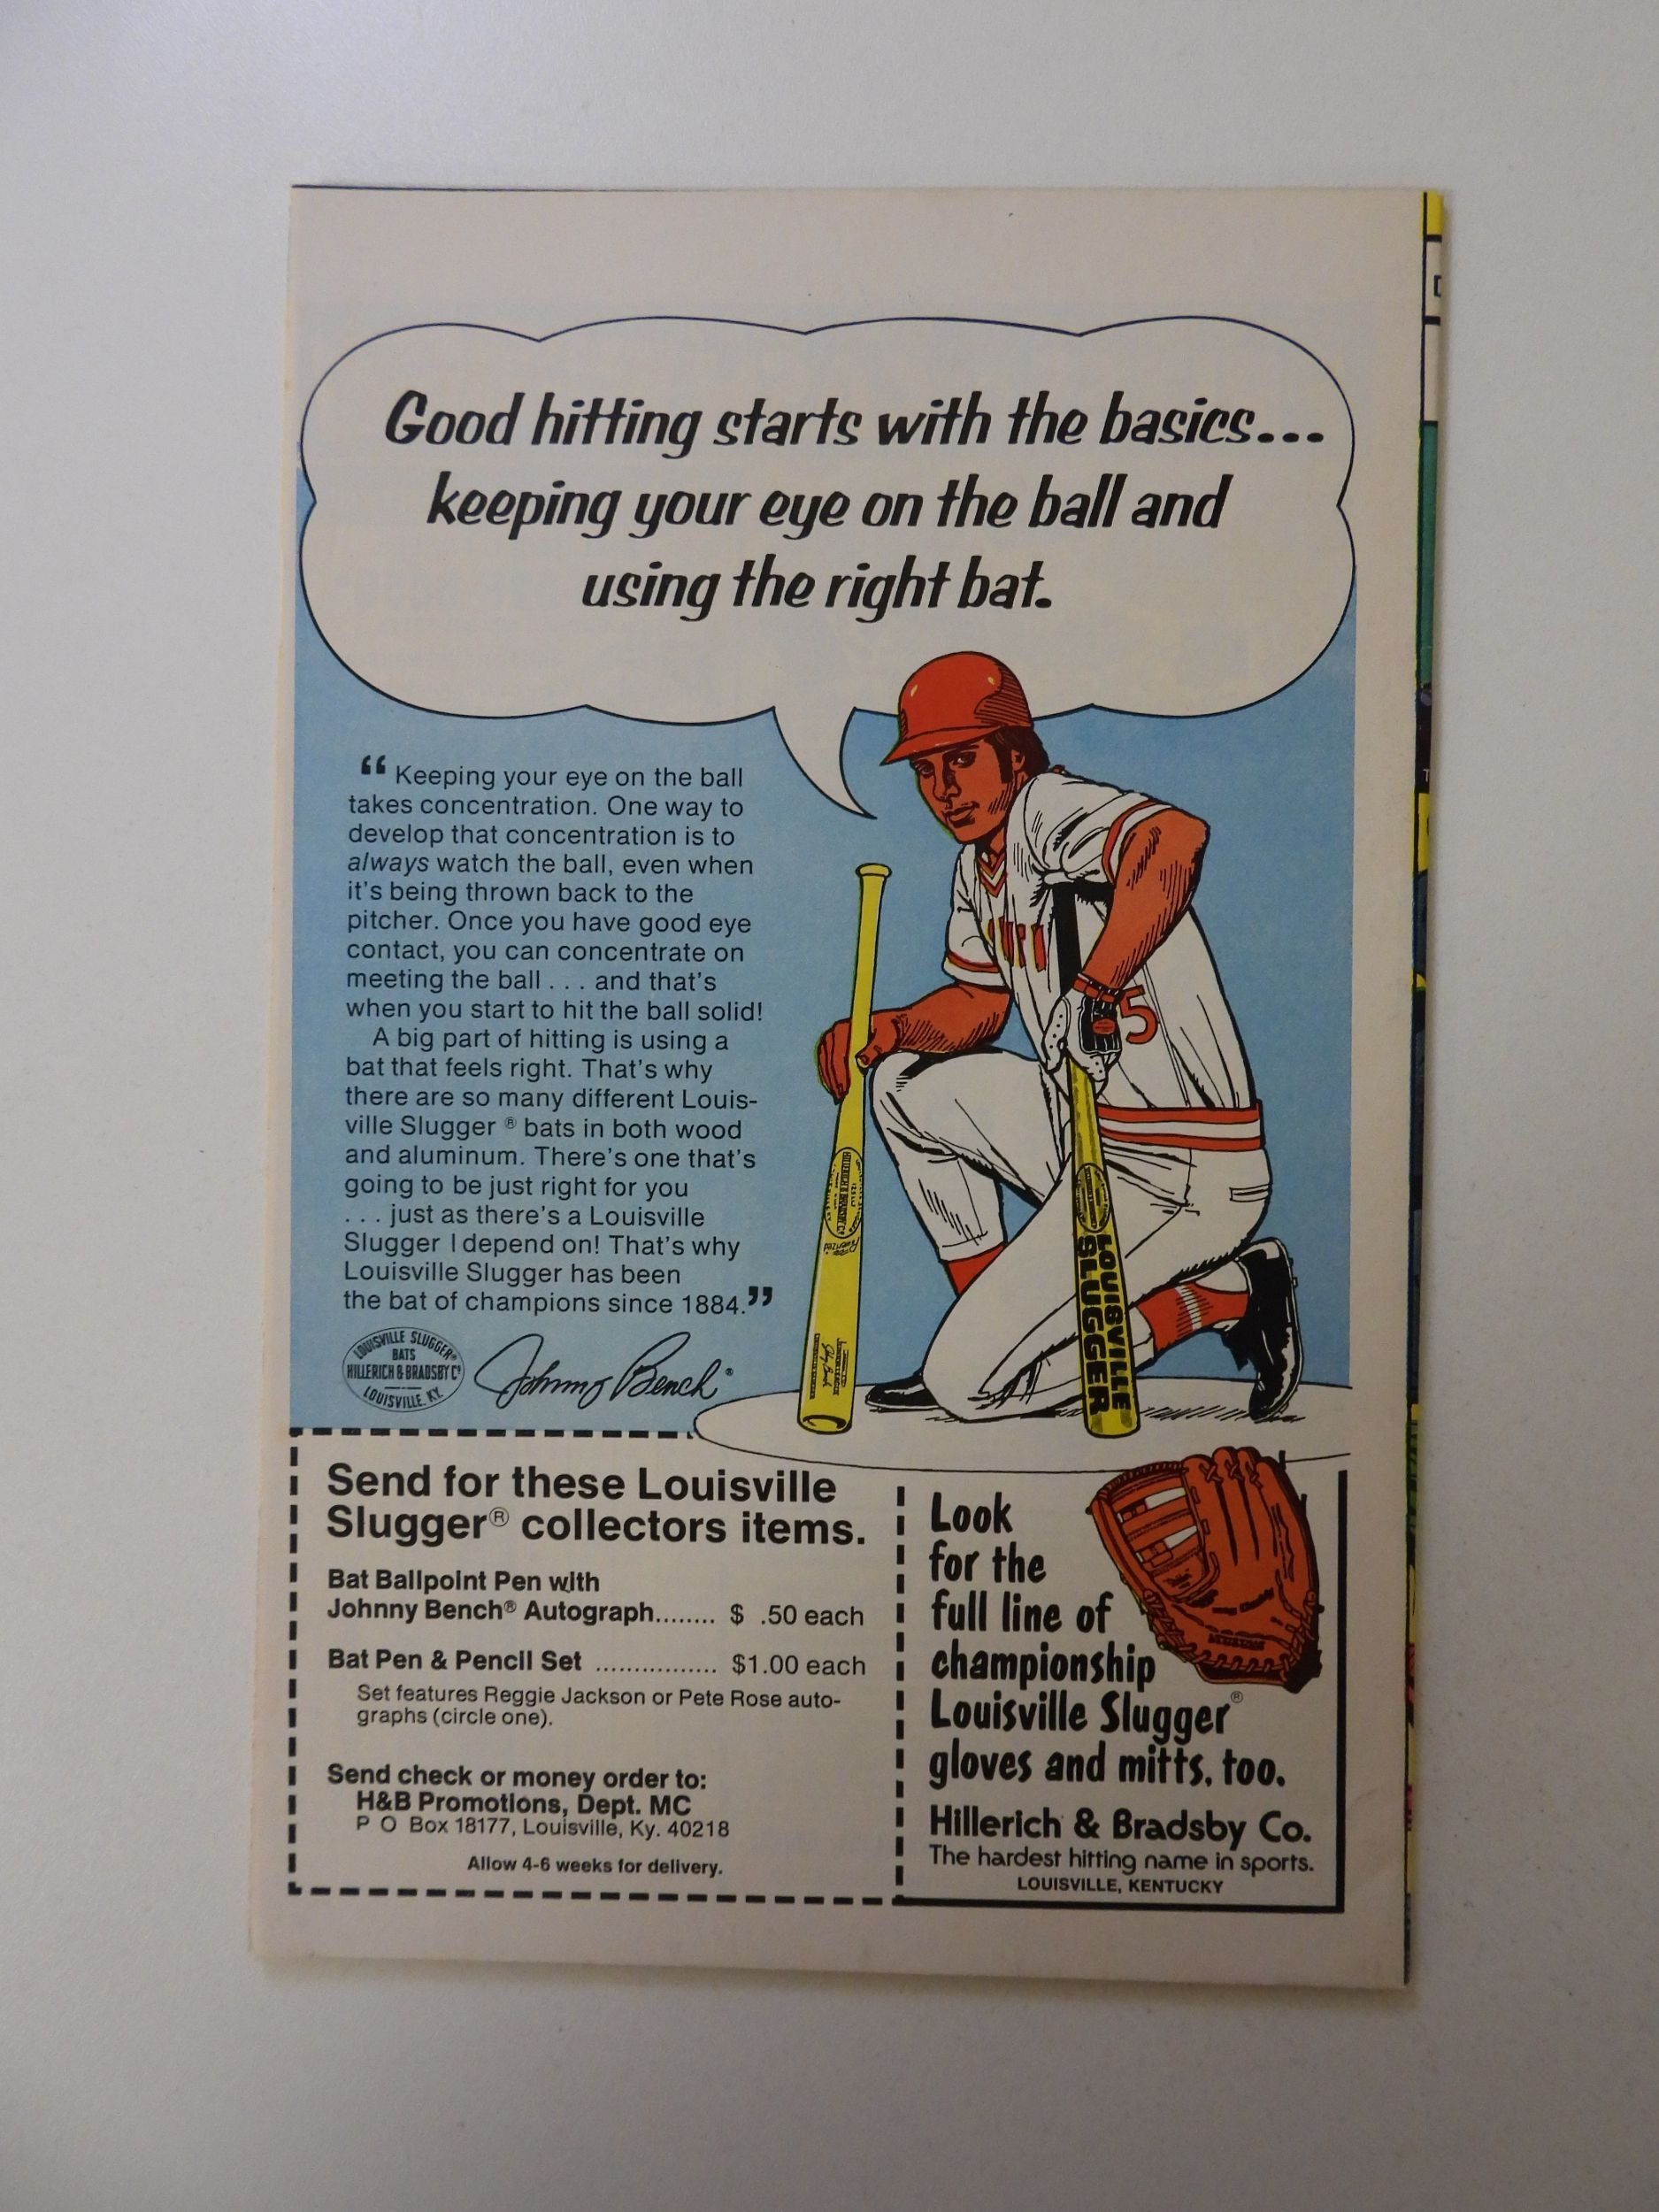 Good hitting starts with the basics...
keeping your eye on the ball and
using the right bat.
“Keeping your eye on the ball
takes concentration. One way to
develop that concentration is to
always watch the ball, even when
it's being thrown back to the
pitcher. Once you have good eye
contact, you can concentrate on
meeting the ball . . . and that's
when you start to hit the ball solid!
A big part of hitting is using a
bat that feels right. That's why
there are so many different Louis-
ville Slugger ® bats in both wood
and aluminum. There's one that's
going to be just right for you
. . . just as there's a Louisville
Slugger I depend on! That's why
Louisville Slugger has been
the bat of champions since 1884.”
LOUISVILLE SLUGGER®
BATS
HILLERICH & BRADSBY Co
LOUISVILLE. KY.
Johnny Bench®
5
LOUISVILLE
SLUGGER
Send for these Louisville
Slugger® collectors items.
Bat Ballpoint Pen with
Johnny Bench® Autograph........ $ .50 each
Bat Pen & Pencil Set ................ $1.00 each
Set features Reggie Jackson or Pete Rose auto-
graphs (circle one).
Send check or money order to:
H&B Promotions, Dept. MC
P O Box 18177, Louisville, Ky. 40218
Allow 4-6 weeks for delivery.
Look
for the
full line of
championship
Louisville Slugger®
gloves and mitts, too.
Hillerich & Bradsby Co.
The hardest hitting name in sports.
LOUISVILLE, KENTUCKY